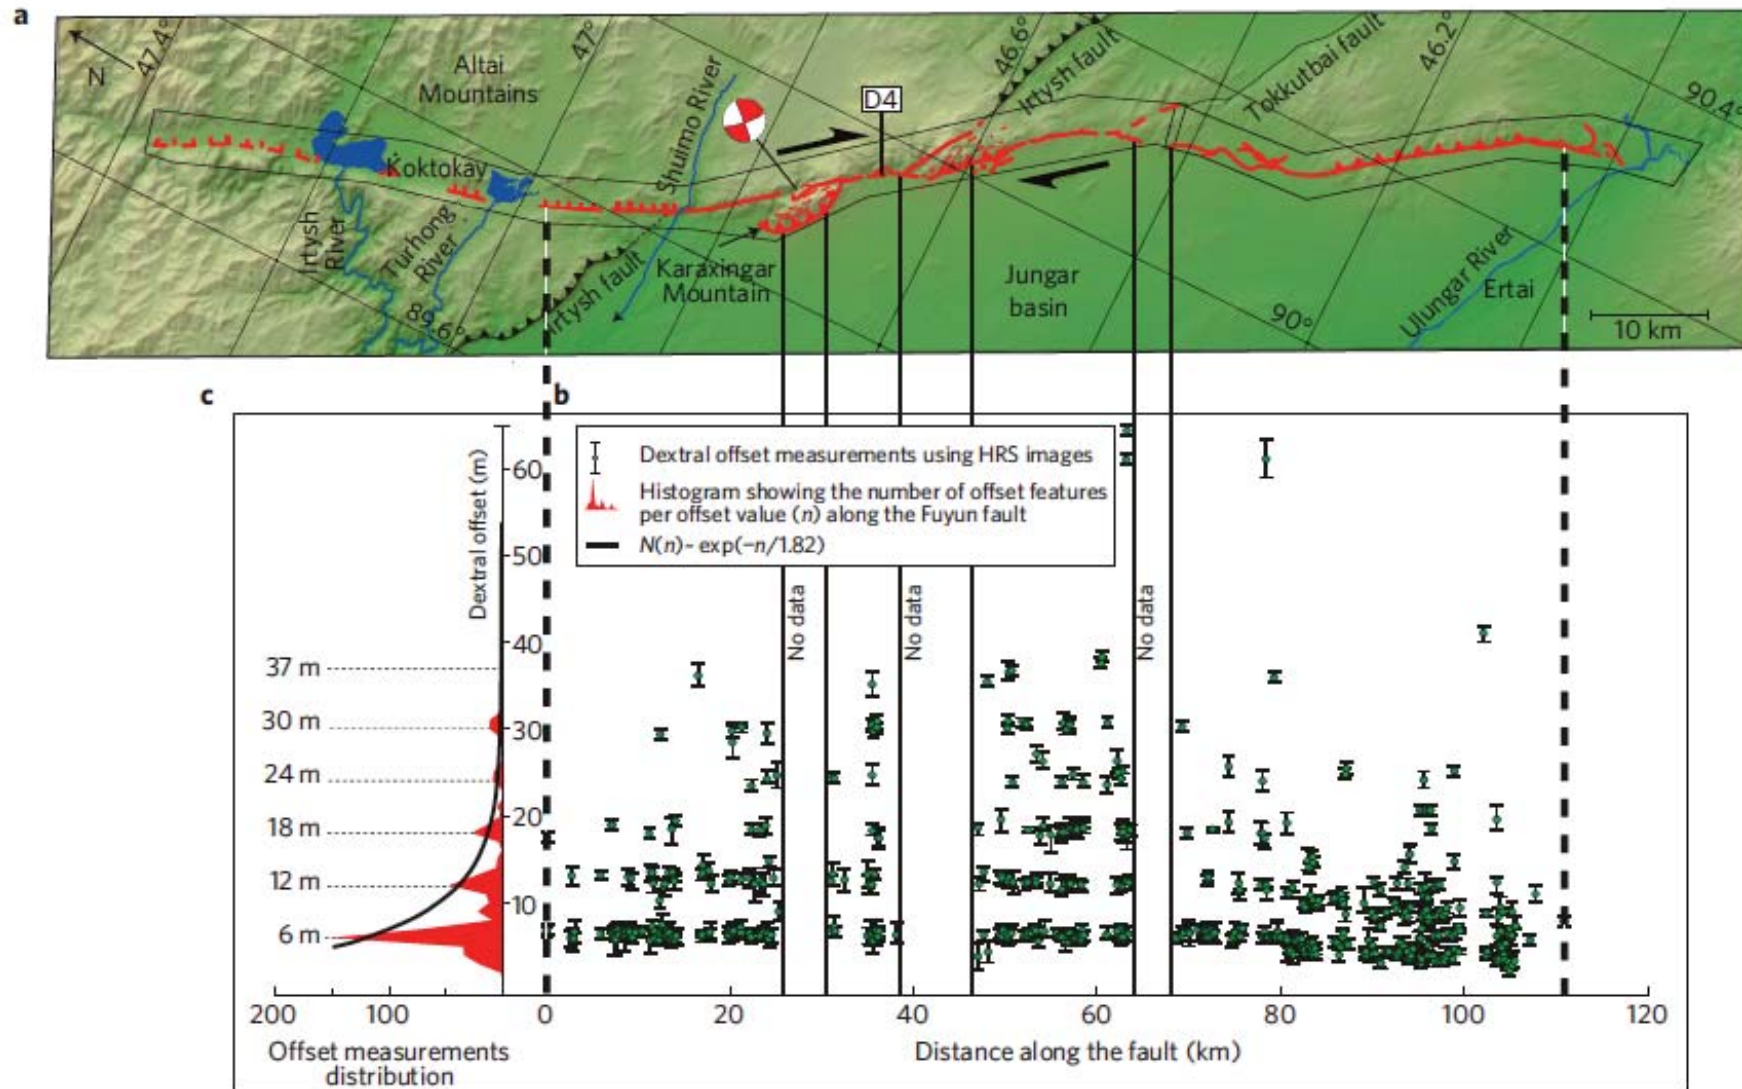 a
N
47.4°
Altai
Mountains
47°
Shuimo River
D4
46.6°
Irtysh fault
Tokkutbai fault
46.2°
90.4°
Koktokay
Irtysh
River
Turhong
River
89.6°
Irtysh fault
Karaxingar
Mountain
Jungar
basin
90°
Ulungar River
Ertai
10 km
c
b
Dextral offset (m)
Dextral offset measurements using HRS images
Histogram showing the number of offset features
per offset value (n) along the Fuyun fault
N(n)- exp(−n/1.82)
60
50
40
30
20
10
37 m
30 m
24 m
18 m
12 m
6 m
No data
No data
No data
200 100 0 20 40 60 80 100 120
Offset measurements
distribution
Distance along the fault (km)